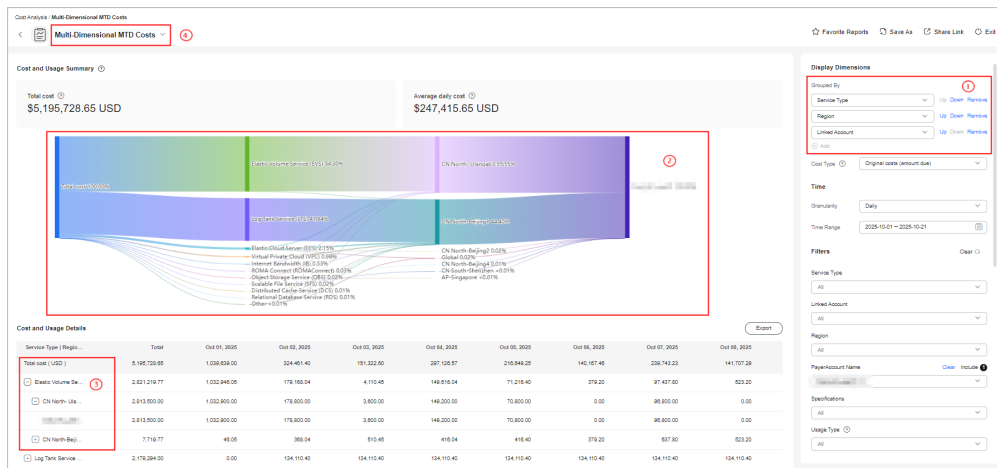 Cost Analysis / Multi-Dimensional MTD Costs
Multi-Dimensional MTD Costs
④
Favorite Reports
Save As
Share Link
Exit
Cost and Usage Summary
Total cost
$5,195,728.65 USD
Average daily cost
$247,415.65 USD
②
Elastic Volume Service (EVS) 54.30%
CN North-Ulanqab
Elastic Cloud Server (ECS) 2.15%
Virtual Private Cloud (VPC) 0.98%
Internet Bandwidth (IB) 0.53%
ROMA Connect (ROMAConnect) 0.03%
Object Storage Service (OBS) 0.02%
Scalable File Service (SFS) 0.02%
Distributed Cache Service (DCS) 0.01%
Relational Database Service (RDS) 0.01%
Other <0.01%
CN North-Beijing2 0.02%
Global 0.02%
CN North-Beijing4 0.01%
CN South-Shenzhen <0.01%
AP-Singapore <0.01%
Cost and Usage Details
Export
Service Type | Regio... Total Oct 01, 2025 Oct 02, 2025 Oct 03, 2025 Oct 04, 2025 Oct 05, 2025 Oct 06, 2025 Oct 07, 2025 Oct 08, 2025
Total cost ( USD ) 5,195,728.65 1,039,639.00 324,461.40 151,322.60 297,126.57 216,649.25 140,167.46 239,743.23 141,707.29
Elastic Volume Se... 2,821,219.77 1,032,946.05 179,168.04 4,110.45 149,616.04 71,216.40 379.20 97,437.80 623.20
③
CN North- Ula... 2,813,500.00 1,032,900.00 178,800.00 3,600.00 149,200.00 70,800.00 0.00 96,800.00 0.00
2,813,500.00 1,032,900.00 178,800.00 3,600.00 149,200.00 70,800.00 0.00 96,800.00 0.00
CN North-Beij... 7,719.77 46.05 368.04 510.45 416.04 416.40 379.20 637.80 623.20
Log Tank Service ... 2,179,294.00 0.00 134,110.40 134,110.40 134,110.40 134,110.40 134,110.40 134,110.40 134,110.40
Display Dimensions
Grouped By
①
Service Type Up Down Remove
Region Up Down Remove
Linked Account Up Down Remove
Add
Cost Type Original costs (amount due)
Time
Granularity Daily
Time Range 2025-10-01 — 2025-10-21
Filters Clear
Service Type
All
Linked Account
All
Region
All
PayerAccount Name Clear Include 1
Specifications
All
Usage Type
All